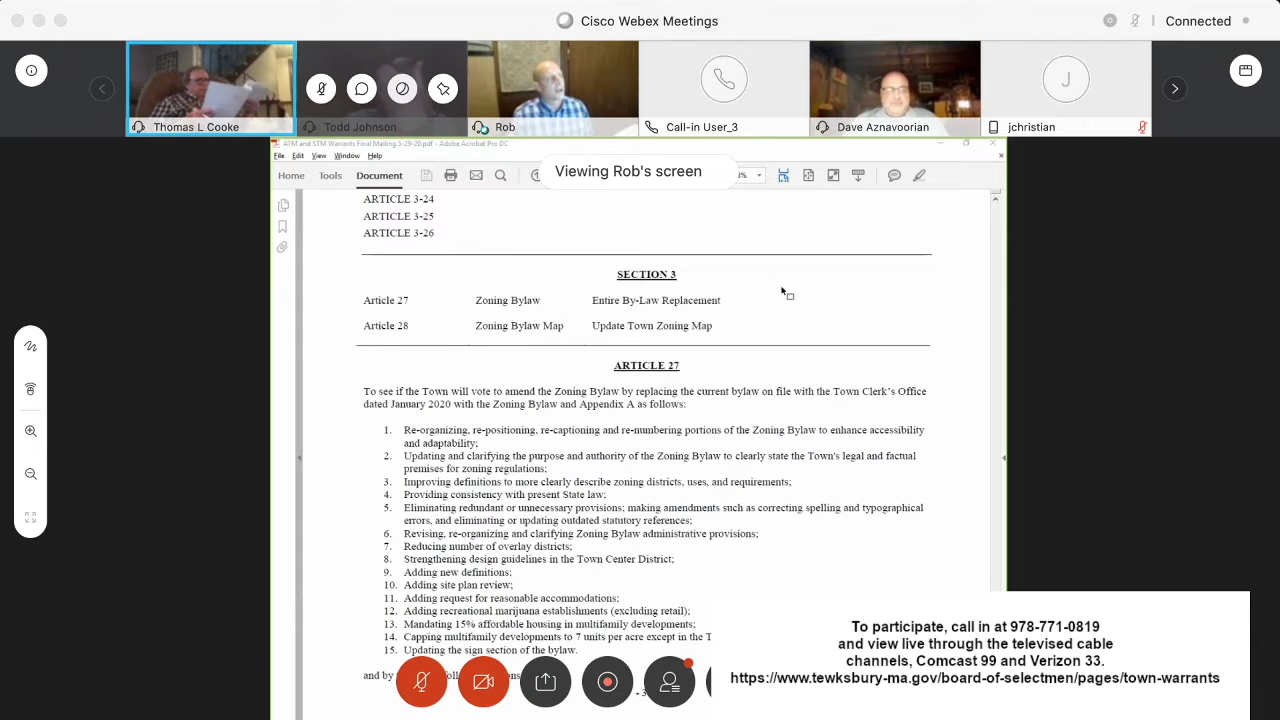 Cisco Webex Meetings
Connected
Thomas L Cooke
Todd Johnson
Rob
Call-in User_3
Dave Aznavoorian
J
jchristian
ATM and STM Warrants Final Mailing 5-29-20.pdf - Adobe Acrobat Pro DC
File Edit View Window Help
Viewing Rob's screen
Home Tools Document
ARTICLE 3-24
ARTICLE 3-25
ARTICLE 3-26
SECTION 3
Article 27 Zoning Bylaw Entire By-Law Replacement
Article 28 Zoning Bylaw Map Update Town Zoning Map
ARTICLE 27
To see if the Town will vote to amend the Zoning Bylaw by replacing the current bylaw on file with the Town Clerk's Office
dated January 2020 with the Zoning Bylaw and Appendix A as follows:
1. Re-organizing, re-positioning, re-captioning and re-numbering portions of the Zoning Bylaw to enhance accessibility
and adaptability;
2. Updating and clarifying the purpose and authority of the Zoning Bylaw to clearly state the Town's legal and factual
premises for zoning regulations;
3. Improving definitions to more clearly describe zoning districts, uses, and requirements;
4. Providing consistency with present State law;
5. Eliminating redundant or unnecessary provisions; making amendments such as correcting spelling and typographical
errors, and eliminating or updating outdated statutory references;
6. Revising, re-organizing and clarifying Zoning Bylaw administrative provisions;
7. Reducing number of overlay districts;
8. Strengthening design guidelines in the Town Center District;
9. Adding new definitions;
10. Adding site plan review;
11. Adding request for reasonable accommodations;
12. Adding recreational marijuana establishments (excluding retail);
13. Mandating 15% affordable housing in multifamily developments;
14. Capping multifamily developments to 7 units per acre except in the T
15. Updating the sign section of the bylaw.
and by
To participate, call in at 978-771-0819
and view live through the televised cable
channels, Comcast 99 and Verizon 33.
https://www.tewksbury-ma.gov/board-of-selectmen/pages/town-warrants